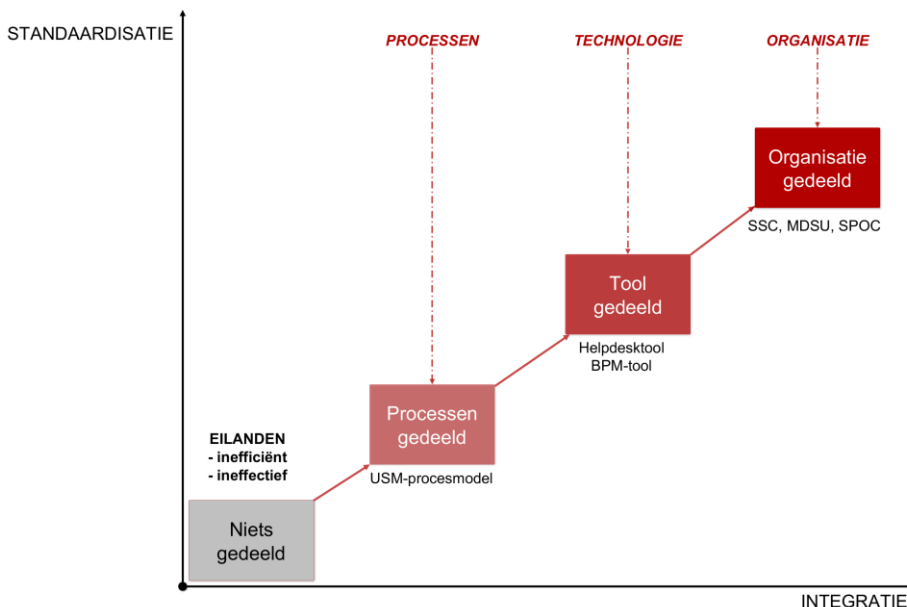 STANDAARDISATIE
PROCESSEN
TECHNOLOGIE
ORGANISATIE
Organisatie
gedeeld
SSC, MDSU, SPOC
Tool
gedeeld
Helpdesktool
BPM-tool
Processen
gedeeld
USM-procesmodel
EILANDEN
- inefficiënt
- ineffectief
Niets
gedeeld
INTEGRATIE